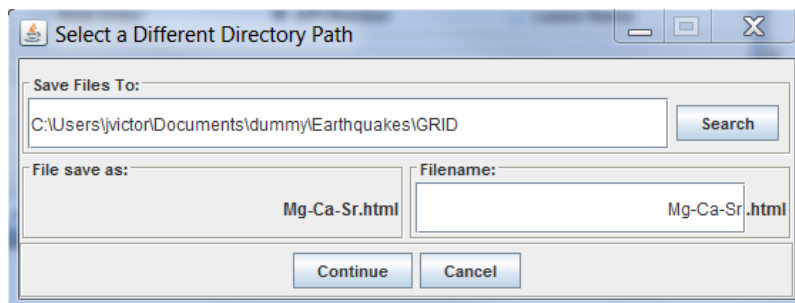 Select a Different Directory Path
Save Files To:
C:\Users\jvictor\Documents\dummy\Earthquakes\GRID
Search
File save as:
Filename:
Mg-Ca-Sr.html
Mg-Ca-Sr .html
Continue
Cancel